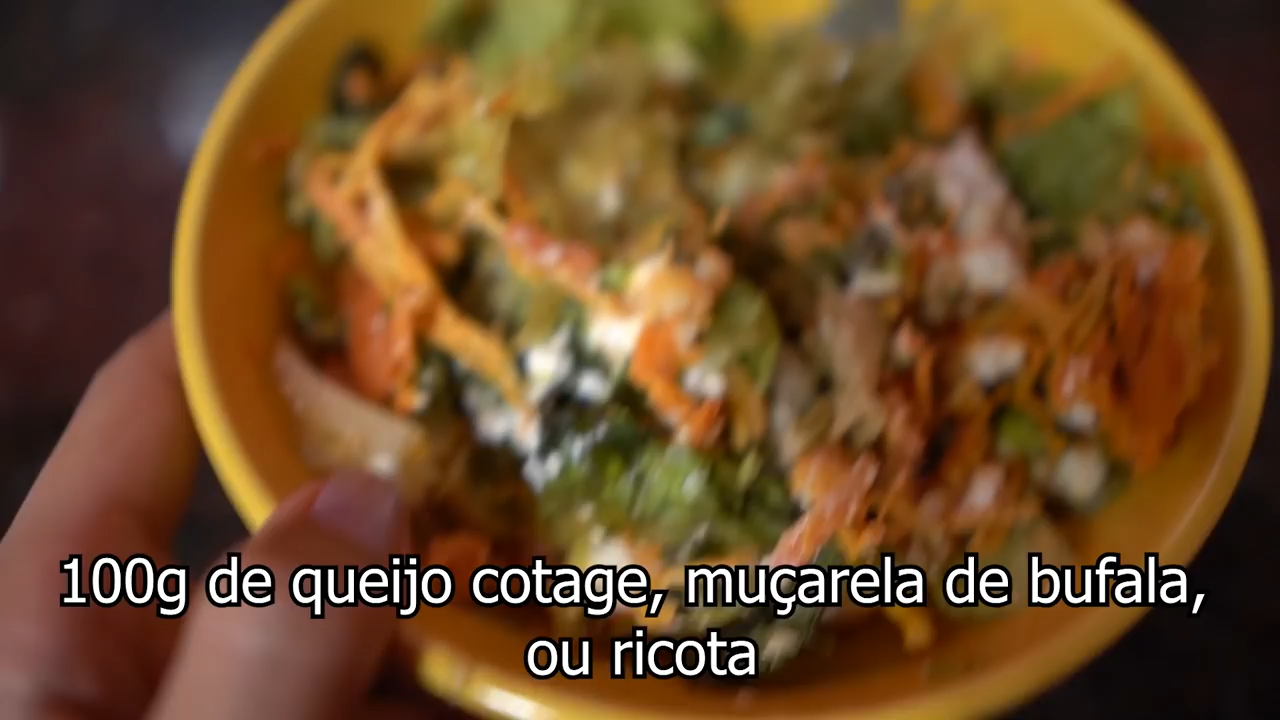 100g de queijo cotage, muçarela de bufala,
ou ricota